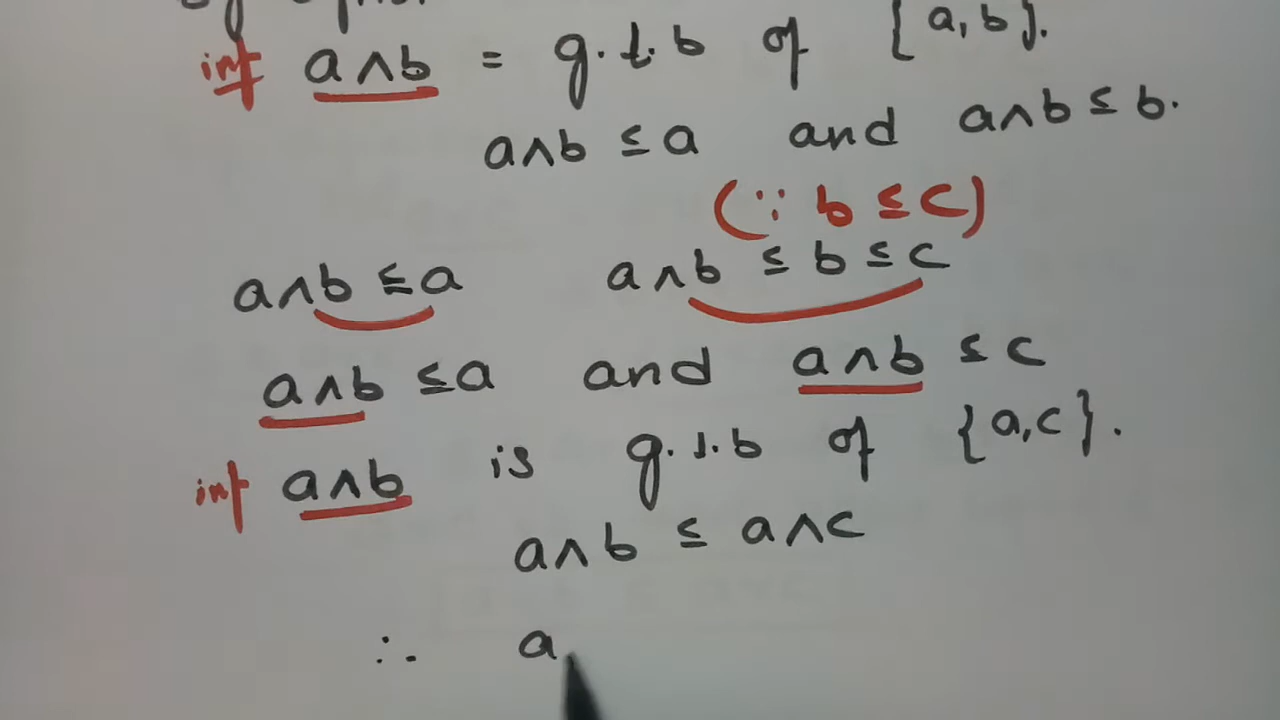 inf a∧b = g.l.b of {a,b}.
a∧b ≤ a and a∧b ≤ b.
(∵ b ≤ c)
a∧b ≤ a a∧b ≤ b ≤ c
a∧b ≤ a and a∧b ≤ c
inf a∧b is g.l.b of {a,c}.
a∧b ≤ a∧c
∴ a